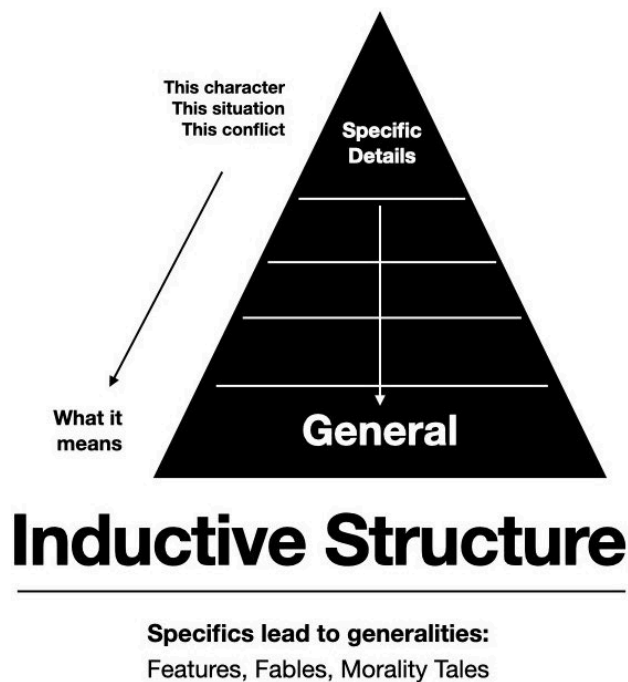 This character
This situation
This conflict
Specific
Details
What it
means
General
Inductive Structure
Specifics lead to generalities:
Features, Fables, Morality Tales